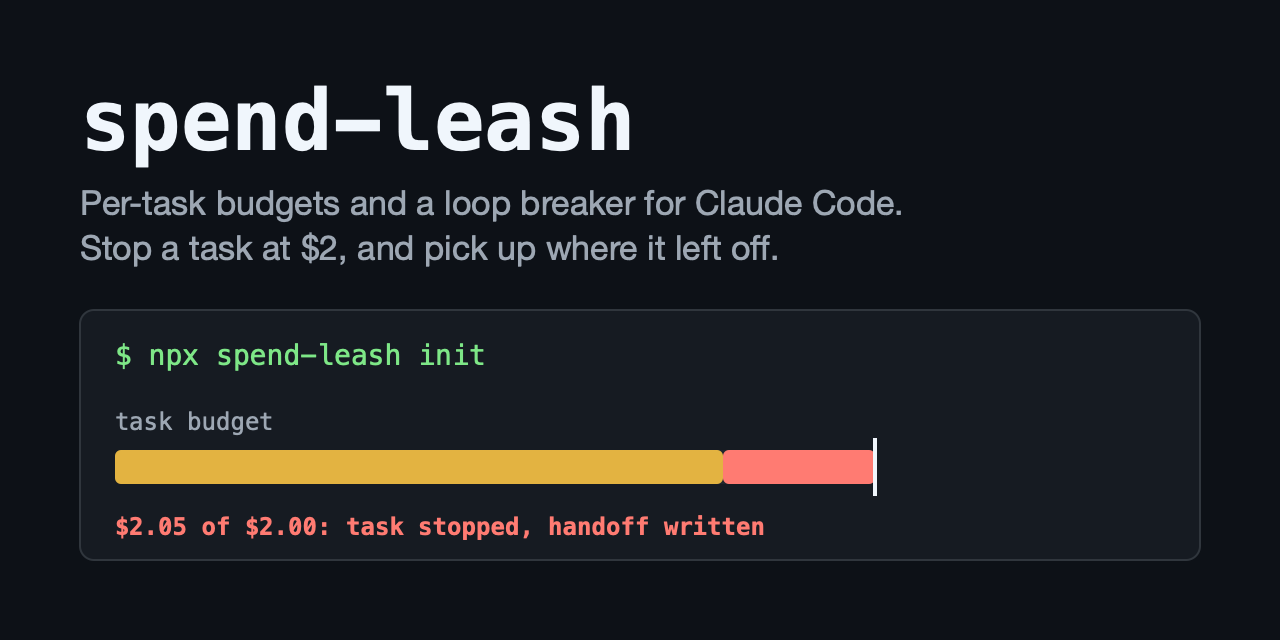 spend-leash
Per-task budgets and a loop breaker for Claude Code.
Stop a task at $2, and pick up where it left off.
$ npx spend-leash init
task budget
$2.05 of $2.00: task stopped, handoff written